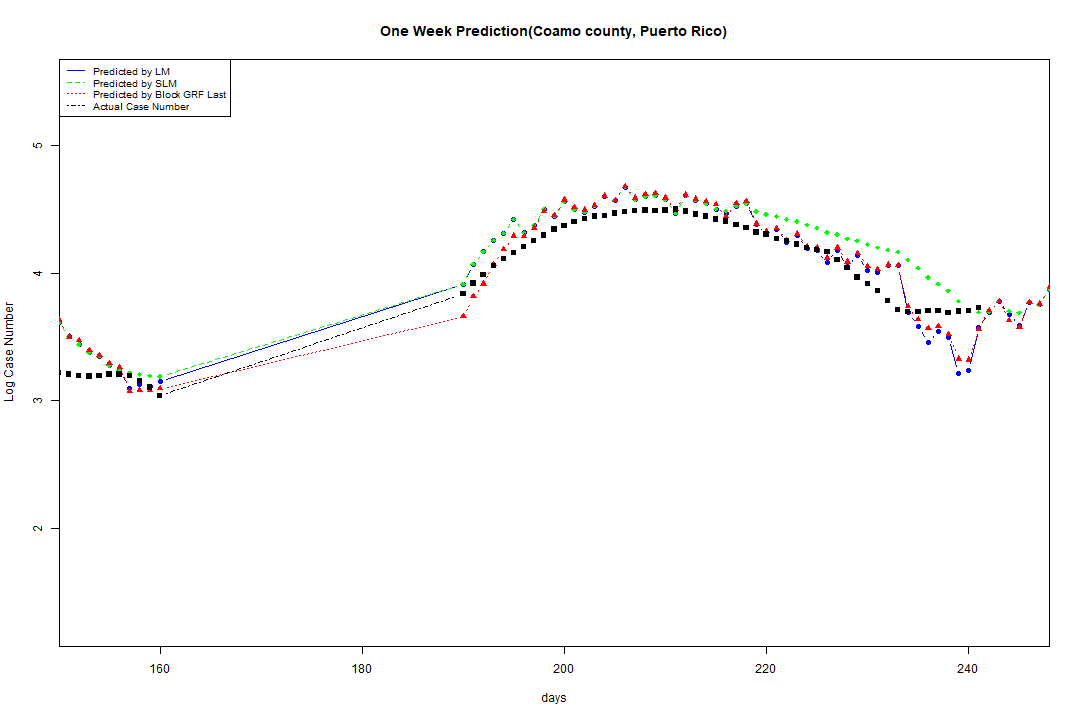 One Week Prediction(Coamo county, Puerto Rico)
Predicted by LM
Predicted by SLM
Predicted by Block GRF Last
Actual Case Number
5
4
3
2
Log Case Number
160 180 200 220 240
days